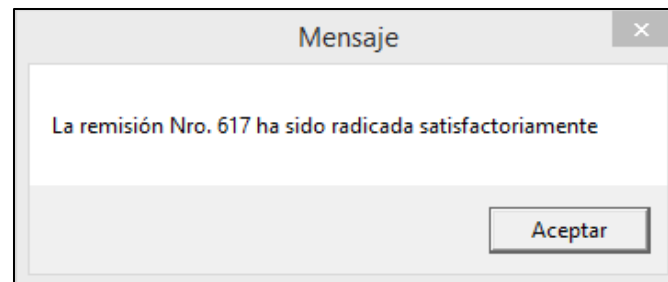 Mensaje
La remisión Nro. 617 ha sido radicada satisfactoriamente
Aceptar